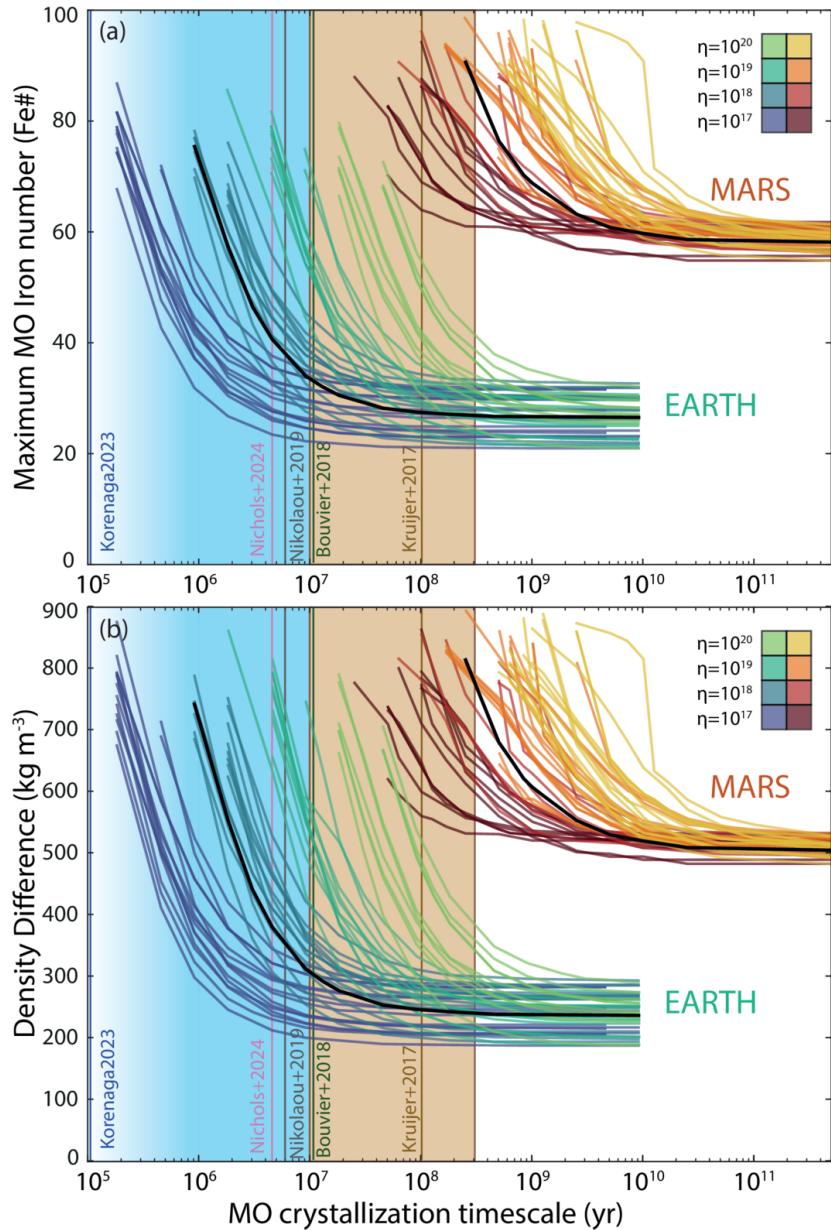 (a)
Maximum MO Iron number (Fe#)
100
80
60
40
20
0
η=10²⁰
η=10¹⁹
η=10¹⁸
η=10¹⁷
MARS
EARTH
Korenaga2023
Nichols+2024
Nikolaou+2019
Bouvier+2018
Kruijer+2017
10⁵ 10⁶ 10⁷ 10⁸ 10⁹ 10¹⁰ 10¹¹
(b)
Density Difference (kg m⁻³)
900
800
700
600
500
400
300
200
100
0
η=10²⁰
η=10¹⁹
η=10¹⁸
η=10¹⁷
MARS
EARTH
Korenaga2023
Nichols+2024
Nikolaou+2019
Bouvier+2018
Kruijer+2017
10⁵ 10⁶ 10⁷ 10⁸ 10⁹ 10¹⁰ 10¹¹
MO crystallization timescale (yr)